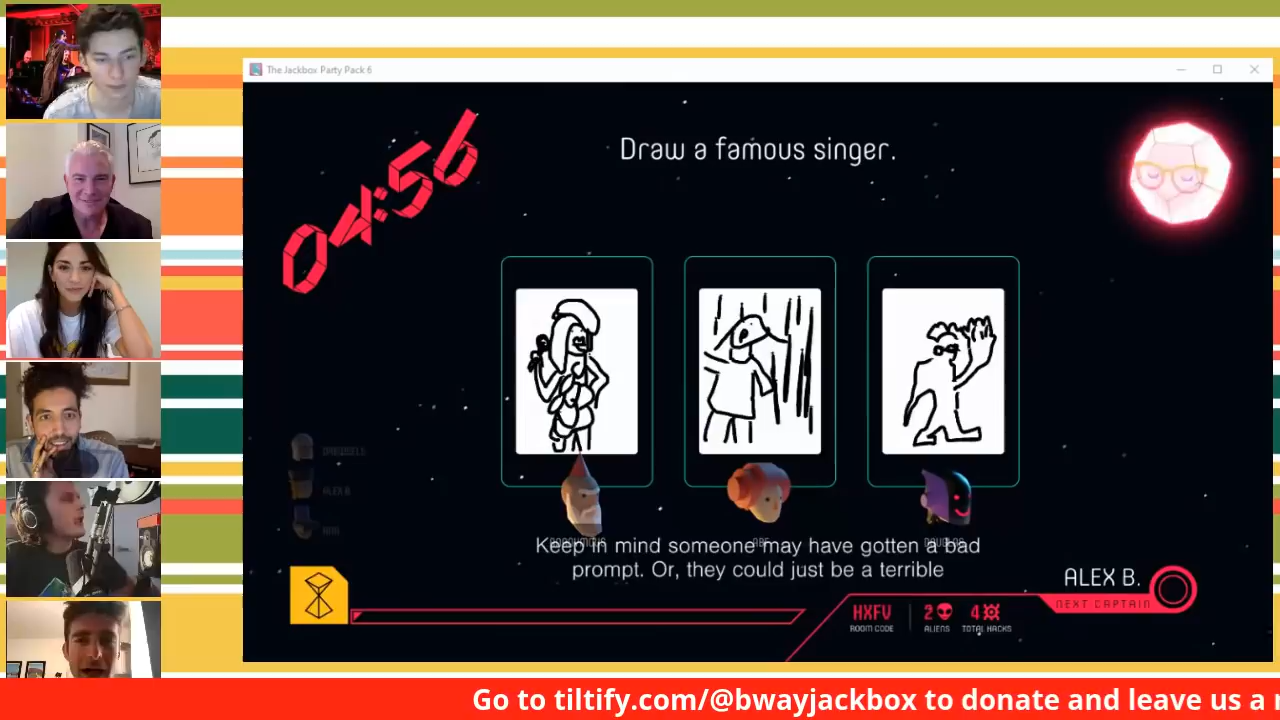 The Jackbox Party Pack 6
04:56
Draw a famous singer.
ALEX B
Keep in mind someone may have gotten a bad
prompt. Or, they could just be a terrible
ALEX B.
NEXT CAPTAIN
HXFV
ROOM CODE
2
ALIENS
4
TOTAL HACKS
Go to tiltify.com/@bwayjackbox to donate and leave us a